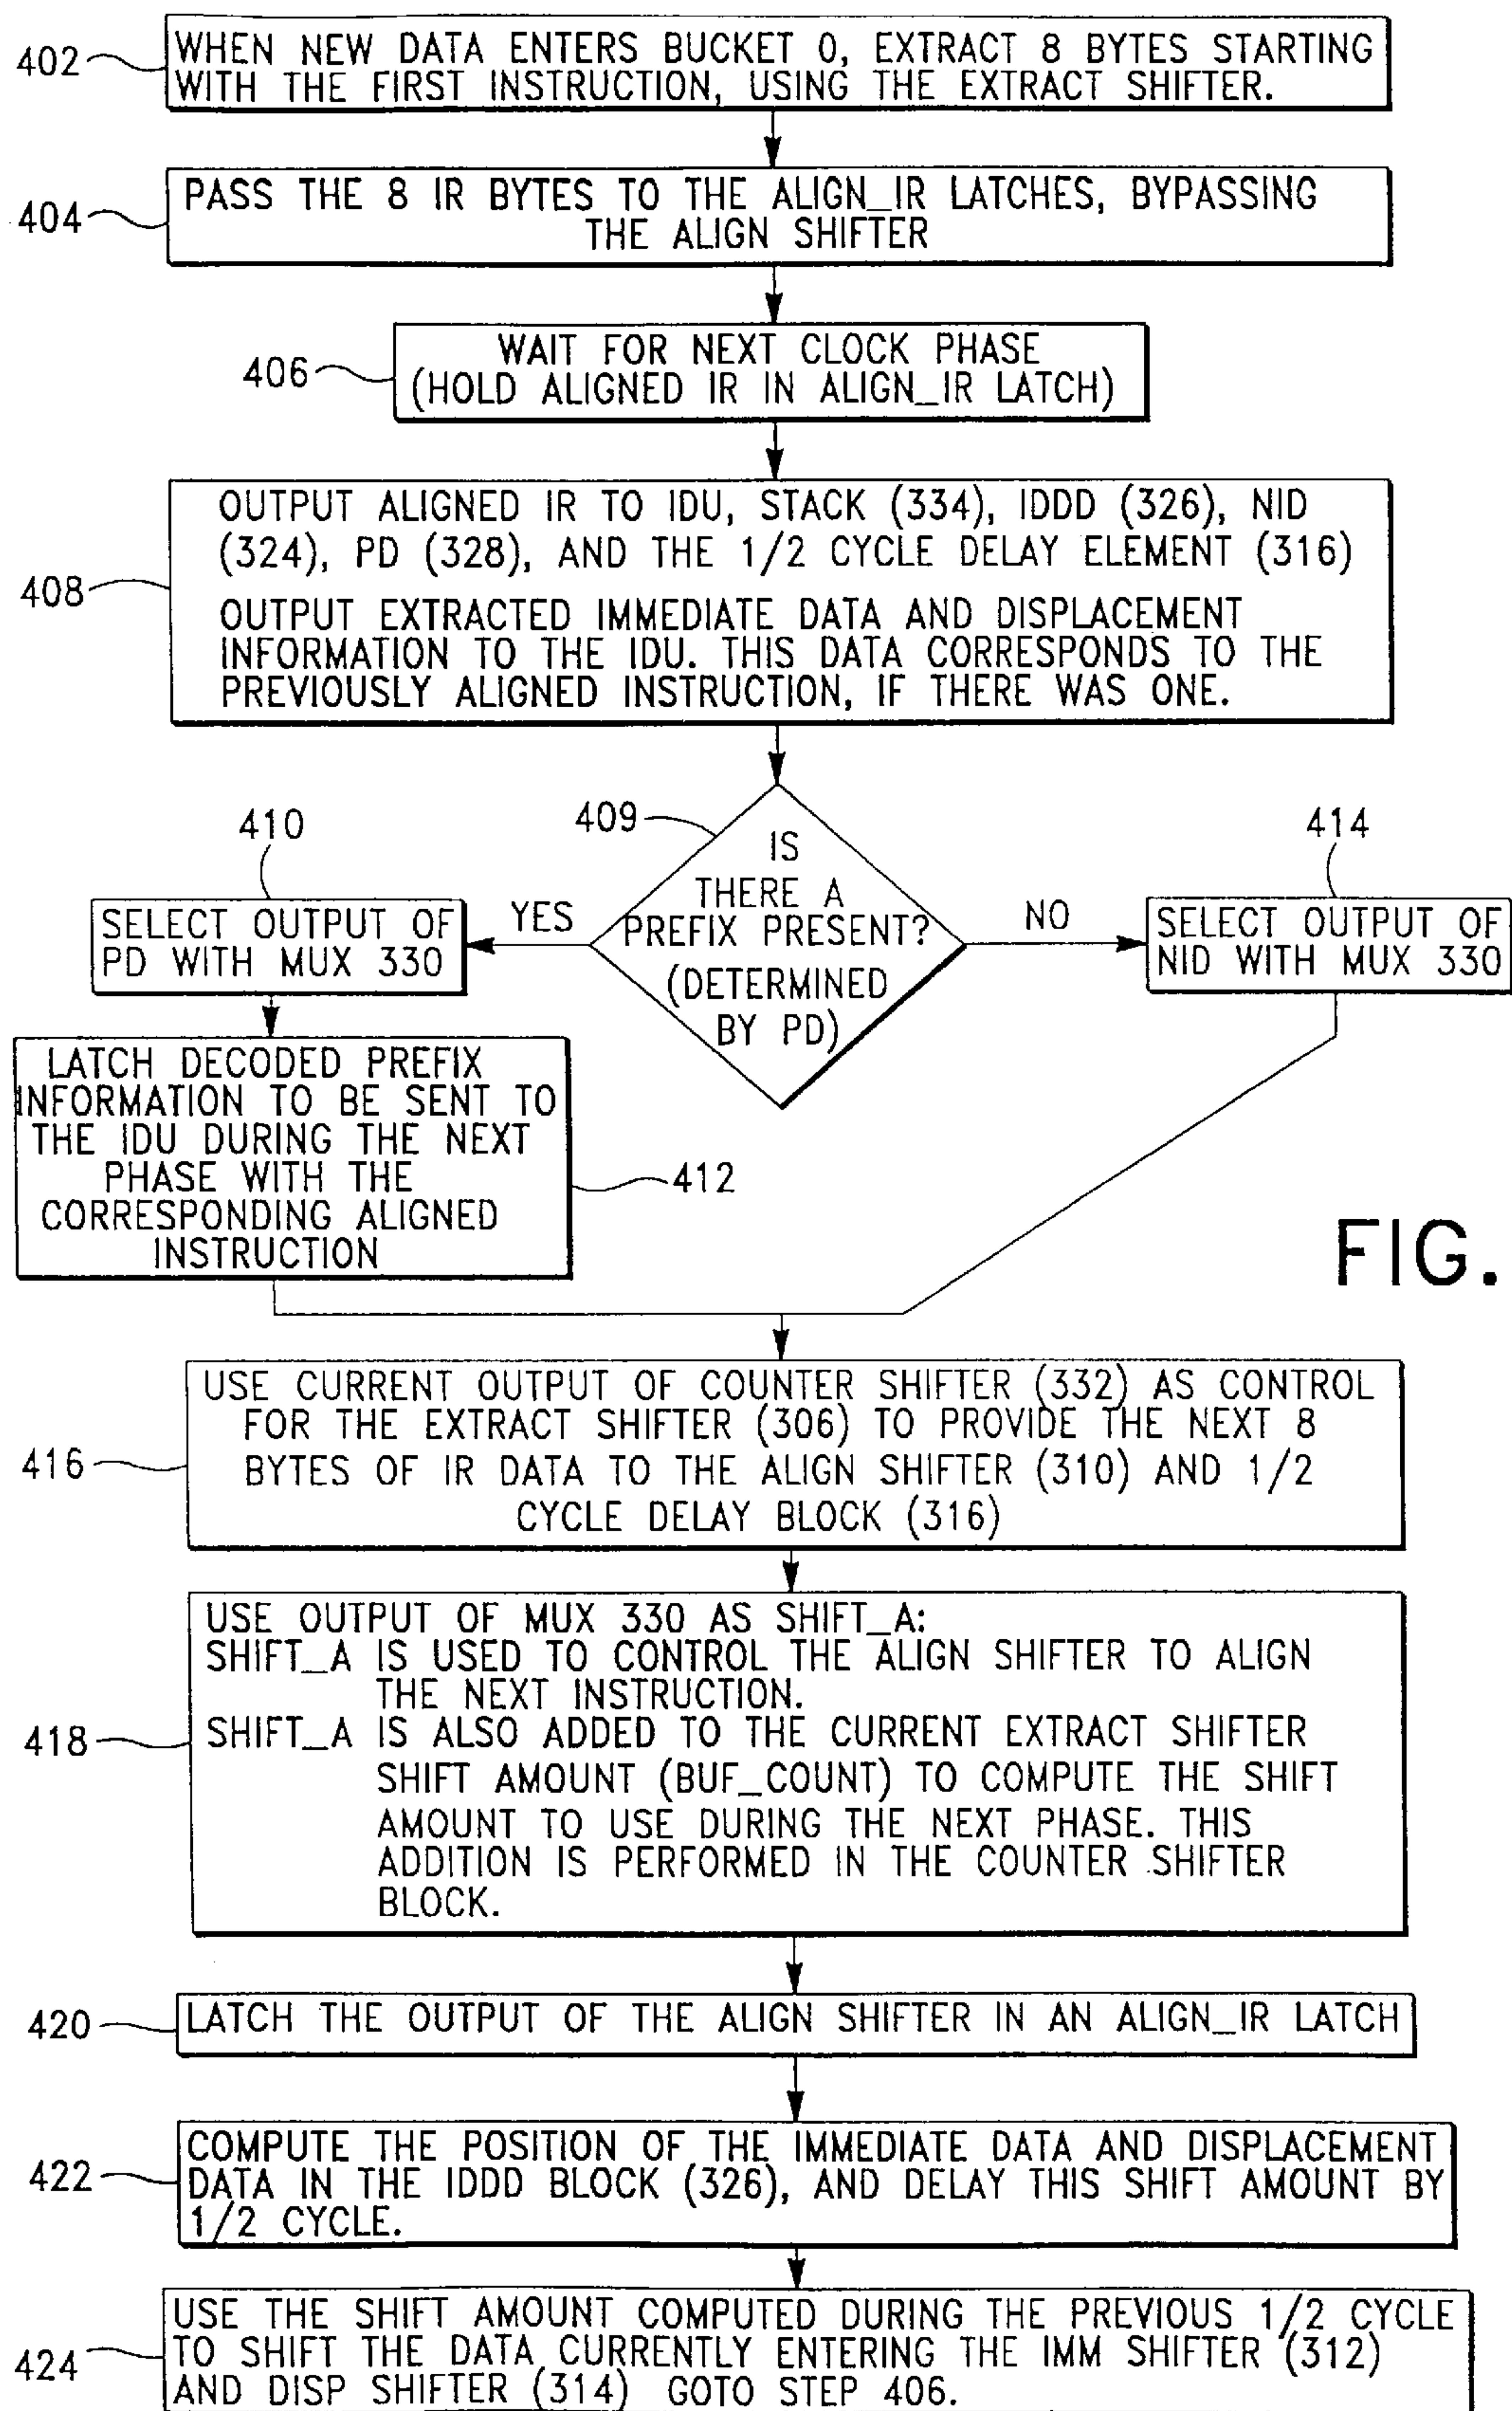 402
WHEN NEW DATA ENTERS BUCKET 0, EXTRACT 8 BYTES STARTING
WITH THE FIRST INSTRUCTION, USING THE EXTRACT SHIFTER.
404
PASS THE 8 IR BYTES TO THE ALIGN_IR LATCHES, BYPASSING
THE ALIGN SHIFTER
406
WAIT FOR NEXT CLOCK PHASE
(HOLD ALIGNED IR IN ALIGN_IR LATCH)
408
OUTPUT ALIGNED IR TO IDU, STACK (334), IDDD (326), NID
(324), PD (328), AND THE 1/2 CYCLE DELAY ELEMENT (316)
OUTPUT EXTRACTED IMMEDIATE DATA AND DISPLACEMENT
INFORMATION TO THE IDU. THIS DATA CORRESPONDS TO THE
PREVIOUSLY ALIGNED INSTRUCTION, IF THERE WAS ONE.
409
IS
THERE A
PREFIX PRESENT?
(DETERMINED
BY PD)
YES
NO
410
SELECT OUTPUT OF
PD WITH MUX 330
414
SELECT OUTPUT OF
NID WITH MUX 330
LATCH DECODED PREFIX
INFORMATION TO BE SENT TO
THE IDU DURING THE NEXT
PHASE WITH THE
CORRESPONDING ALIGNED
INSTRUCTION
412
FIG.
416
USE CURRENT OUTPUT OF COUNTER SHIFTER (332) AS CONTROL
FOR THE EXTRACT SHIFTER (306) TO PROVIDE THE NEXT 8
BYTES OF IR DATA TO THE ALIGN SHIFTER (310) AND 1/2
CYCLE DELAY BLOCK (316)
418
USE OUTPUT OF MUX 330 AS SHIFT_A:
SHIFT_A IS USED TO CONTROL THE ALIGN SHIFTER TO ALIGN
THE NEXT INSTRUCTION.
SHIFT_A IS ALSO ADDED TO THE CURRENT EXTRACT SHIFTER
SHIFT AMOUNT (BUF_COUNT) TO COMPUTE THE SHIFT
AMOUNT TO USE DURING THE NEXT PHASE. THIS
ADDITION IS PERFORMED IN THE COUNTER SHIFTER
BLOCK.
420
LATCH THE OUTPUT OF THE ALIGN SHIFTER IN AN ALIGN_IR LATCH
422
COMPUTE THE POSITION OF THE IMMEDIATE DATA AND DISPLACEMENT
DATA IN THE IDDD BLOCK (326), AND DELAY THIS SHIFT AMOUNT BY
1/2 CYCLE.
424
USE THE SHIFT AMOUNT COMPUTED DURING THE PREVIOUS 1/2 CYCLE
TO SHIFT THE DATA CURRENTLY ENTERING THE IMM SHIFTER (312)
AND DISP SHIFTER (314) GOTO STEP 406.